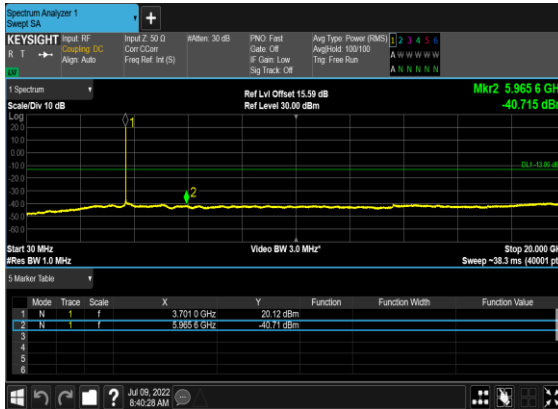 Spectrum Analyzer 1
Swept SA
+
KEYSIGHT Input: RF Input Z: 50 Ω #Atten: 30 dB PNO: Fast Avg Type: Power (RMS) 1 2 3 4 5 6
R T Coupling: DC Corr CCorr Gate: Off Avg|Hold: 100/100 A W W W W W
Align: Auto Freq Ref: Int (S) IF Gain: Low Trig: Free Run
LXI Sig Track: Off A N N N N N
1 Spectrum Ref Lvl Offset 15.59 dB Mkr2 5.965 6 GHz
Scale/Div 10 dB Ref Level 30.00 dBm -40.715 dBm
Log
20.0
10.0
0.00
-10.0
-20.0
-30.0
-40.0
-50.0
-60.0
1
DL1 -13.00 dBm
2
Start 30 MHz Video BW 3.0 MHz* Stop 20.000 GHz
#Res BW 1.0 MHz Sweep ~38.3 ms (40001 pts)
5 Marker Table
Mode Trace Scale X Y Function Function Width Function Value
1 N 1 f 3.701 0 GHz 20.12 dBm
2 N 1 f 5.965 6 GHz -40.71 dBm
3
4
5
6
? Jul 09, 2022
8:40:28 AM